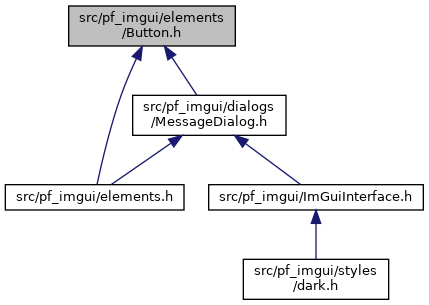 src/pf_imgui/elements
/Button.h
src/pf_imgui/dialogs
/MessageDialog.h
src/pf_imgui/elements.h
src/pf_imgui/ImGuiInterface.h
src/pf_imgui/styles
/dark.h